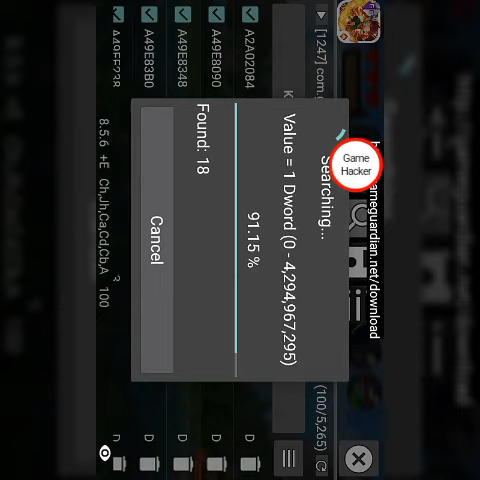 ameguardian.net/download
Game
Hacker
[1247] com.g
(100/5,265)
Searching...
Value = 1 Dword (0 - 4,294,967,295)
91.15 %
Found: 18
Cancel
A2A02084
D
A49E8090
D
A49E8348
D
A49E83B0
D
D
8.5.6 +E Ch,Jh,Ca,Cd,Cb,A 100